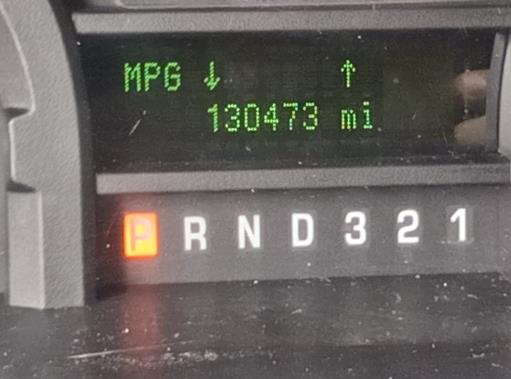 MPG ↓ ↑
130473 mi
P R N D 3 2 1